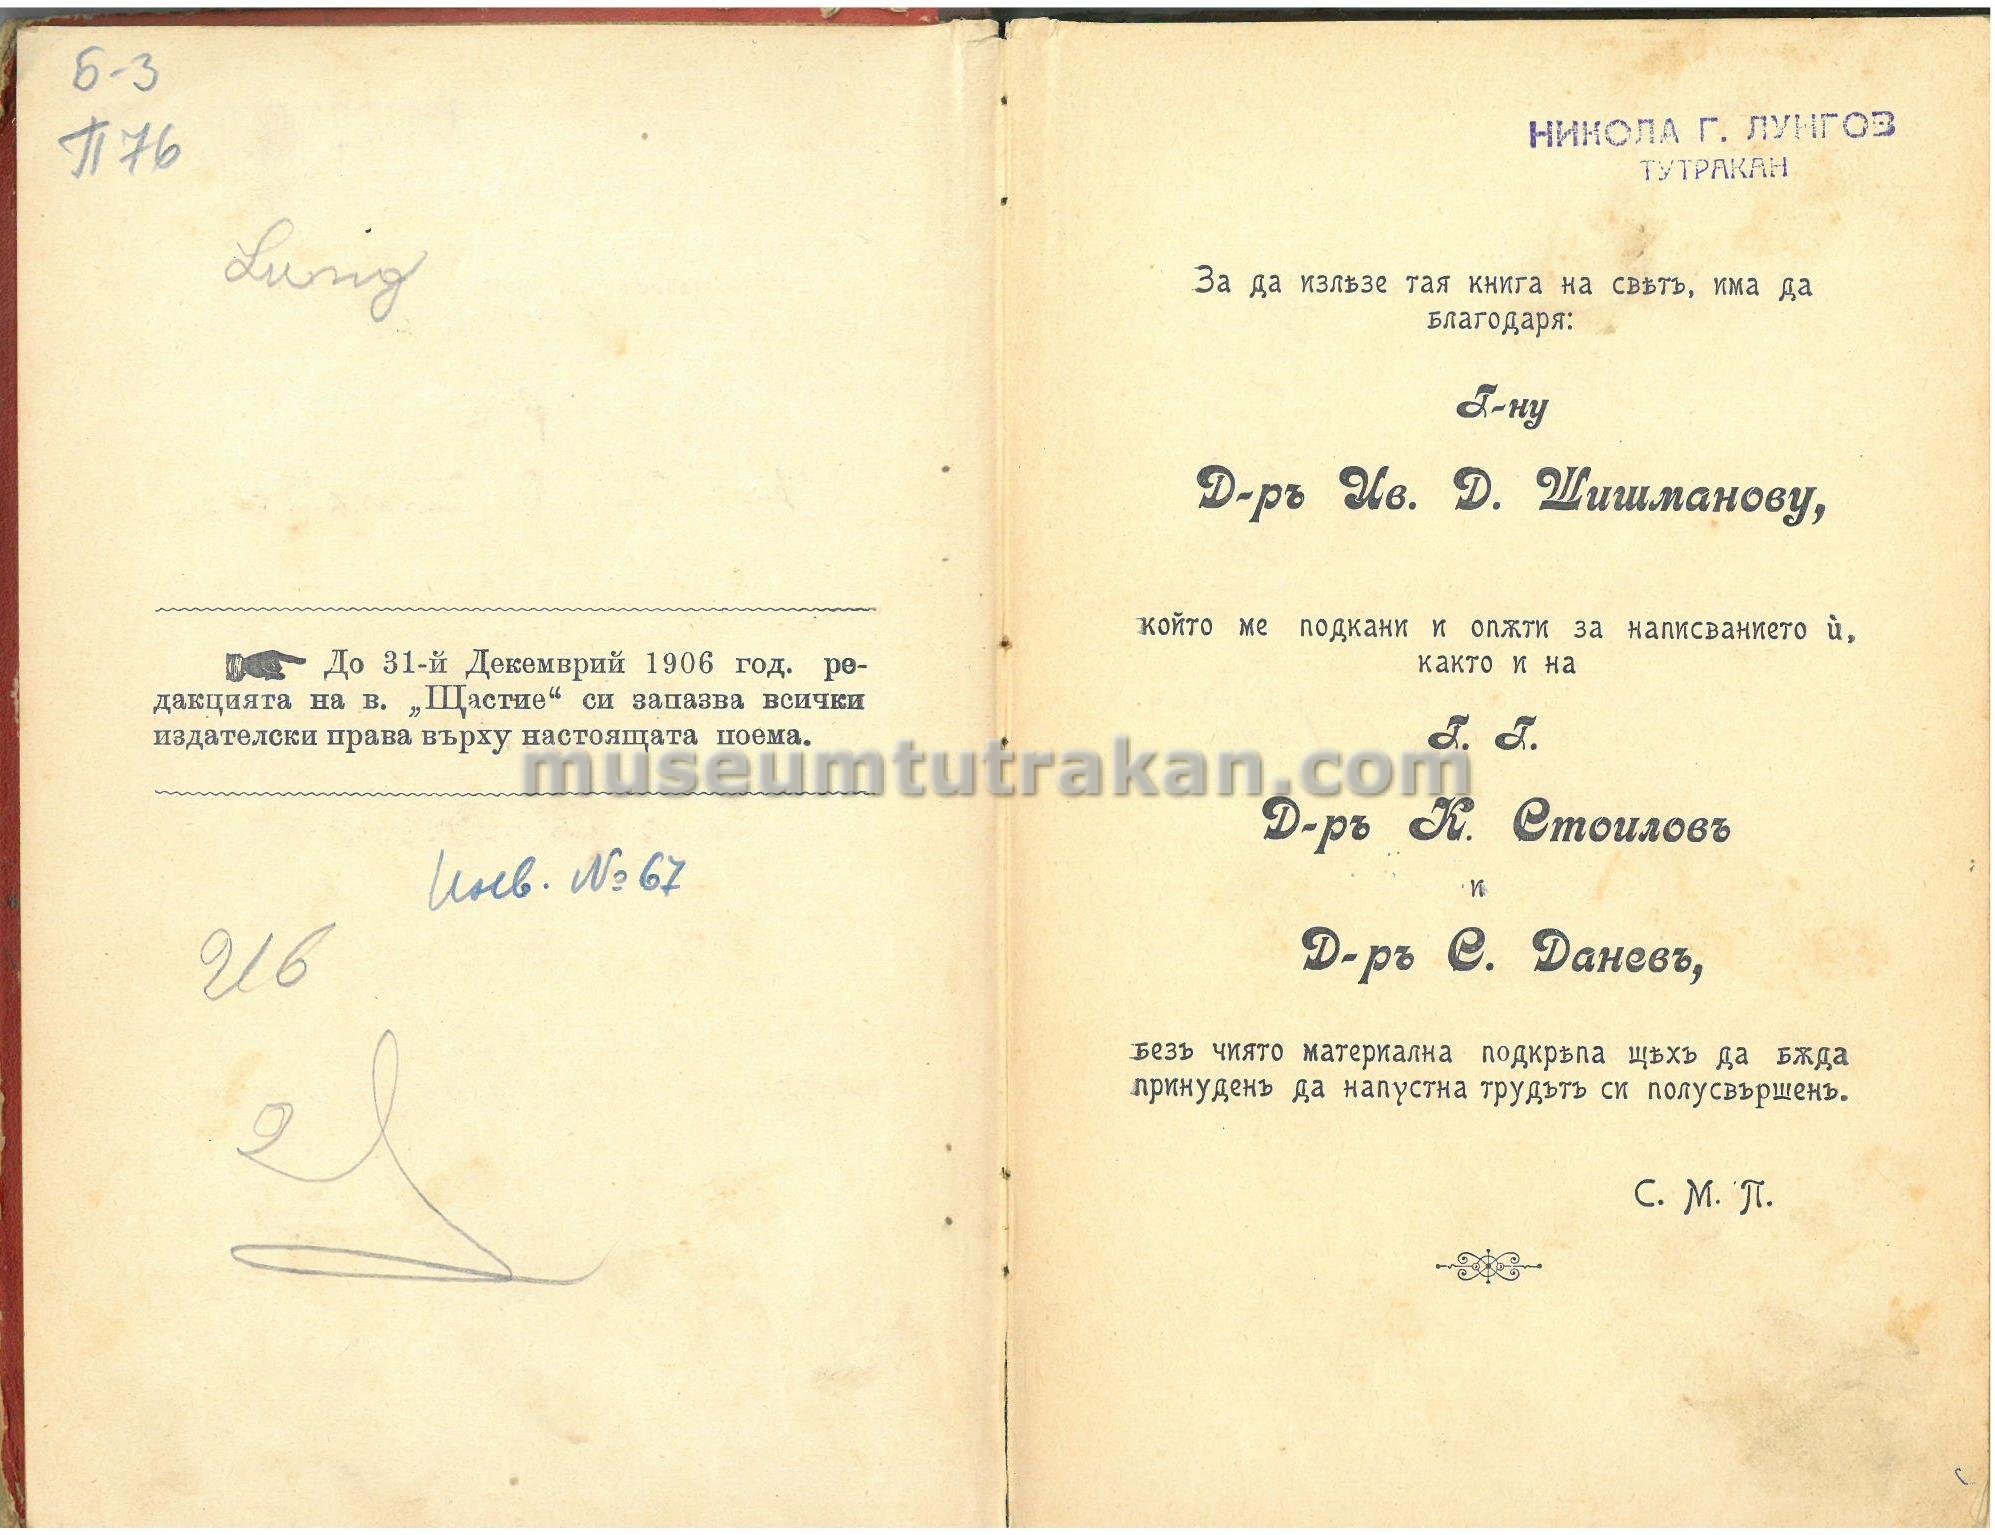 Б-3
П 76
Lung
До 31-й Декемврий 1906 год. ре-
дакцията на в. „Щастие“ си запазва всички
издателски права върху настоящата поема.
Инв. № 67
museumtutrakan.com
НИКОЛА Г. ЛУНГОВ
ТУТРАКАН
За да излѣзе тая книга на свѣтъ, има да
благодаря:
Г-ну
Д-ръ Ив. Д. Шишманову,
който ме подкани и опѫти за написванието ѝ,
както и на
Г. Г.
Д-ръ К. Стоиловъ
и
Д-ръ С. Даневъ,
безъ чиято материална подкрѣпа щѣхъ да бѫда
принуденъ да напустна трудътъ си полусвършенъ.
С. М. П.